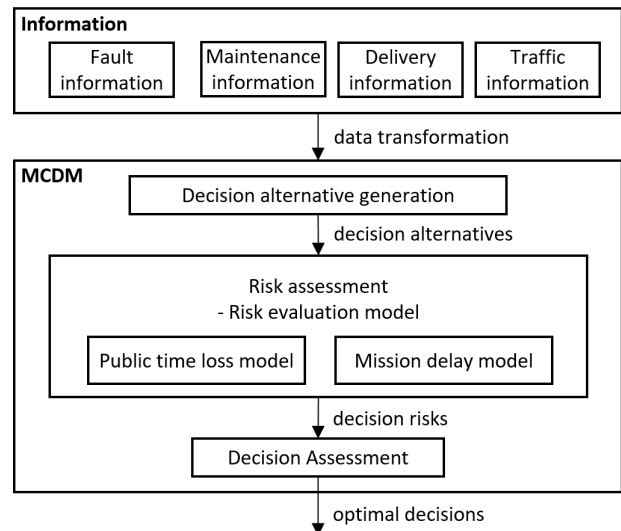 Information
Fault
information
Maintenance
information
Delivery
information
Traffic
information
data transformation
MCDM
Decision alternative generation
decision alternatives
Risk assessment
- Risk evaluation model
Public time loss model
Mission delay model
decision risks
Decision Assessment
optimal decisions